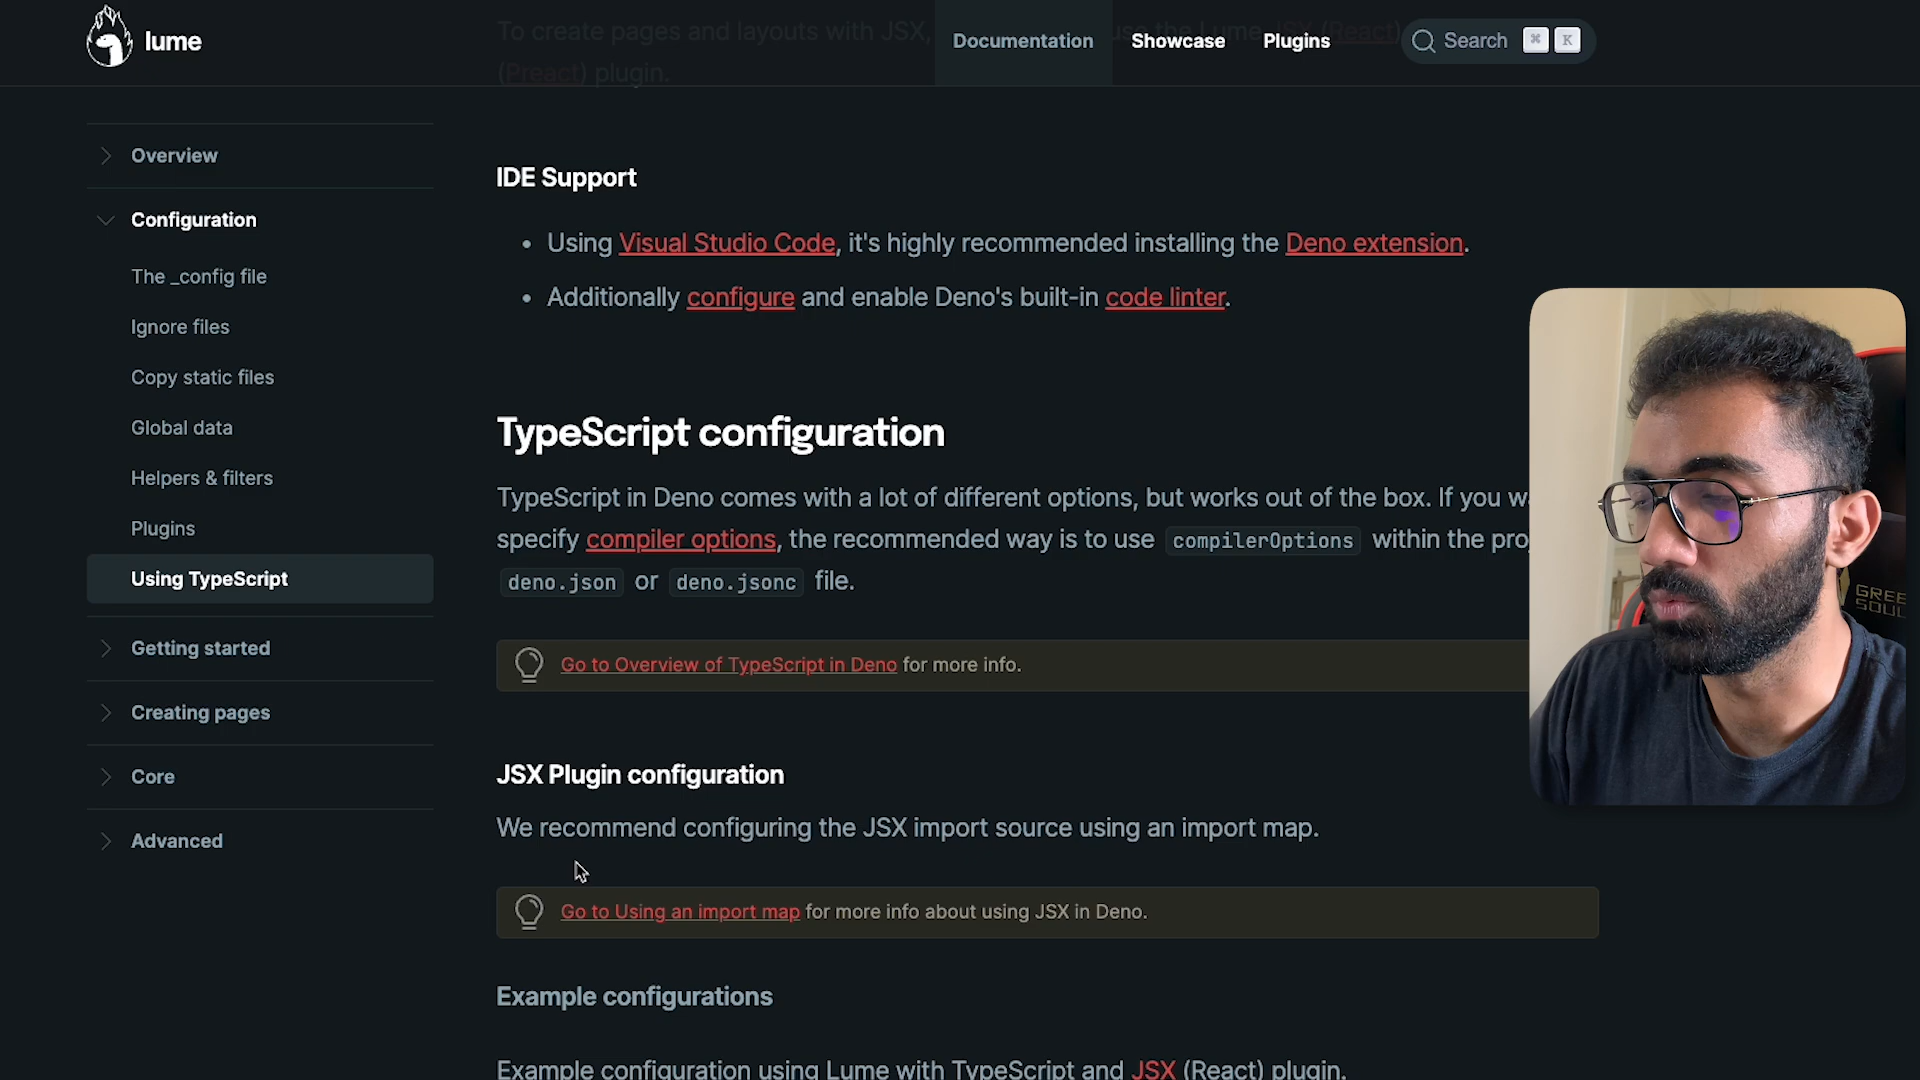 lume
Documentation
Showcase
Plugins
Search ⌘ K
To create pages and layouts with JSX, use the Lume JSX (React)
(Preact) plugin.
Overview
Configuration
The _config file
Ignore files
Copy static files
Global data
Helpers & filters
Plugins
Using TypeScript
Getting started
Creating pages
Core
Advanced
IDE Support
• Using Visual Studio Code, it's highly recommended installing the Deno extension.
• Additionally configure and enable Deno's built-in code linter.
TypeScript configuration
TypeScript in Deno comes with a lot of different options, but works out of the box. If you
specify compiler options, the recommended way is to use compilerOptions within the
deno.json or deno.jsonc file.
Go to Overview of TypeScript in Deno for more info.
JSX Plugin configuration
We recommend configuring the JSX import source using an import map.
Go to Using an import map for more info about using JSX in Deno.
Example configurations
Example configuration using Lume with TypeScript and JSX (React) plugin.
GREE
SOUL